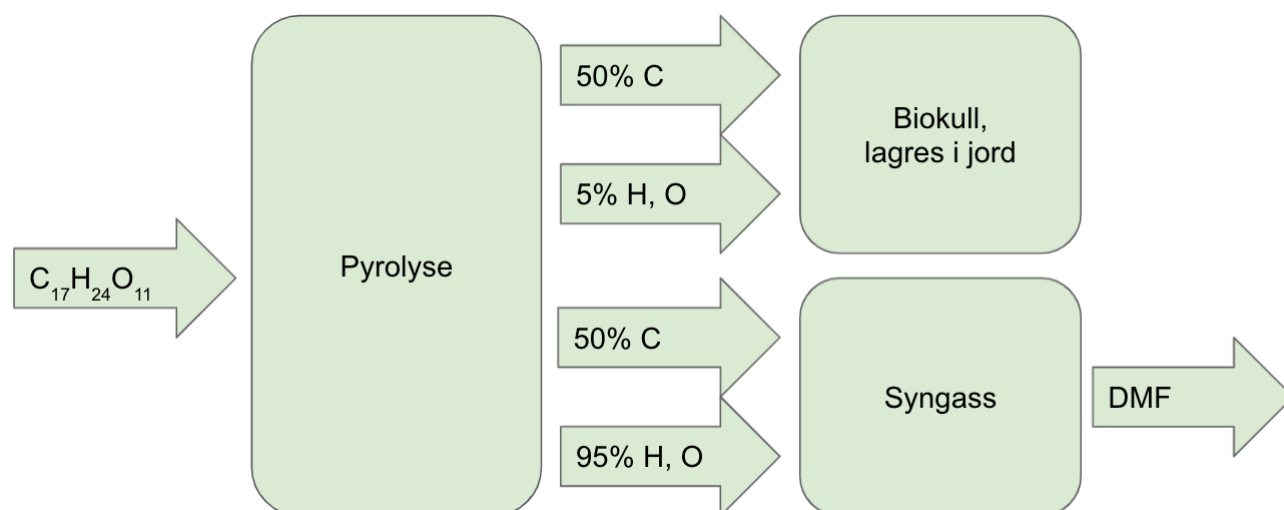 50% C
Biokull,
lagres i jord
5% H, O
C₁₇H₂₄O₁₁
Pyrolyse
50% C
Syngass
DMF
95% H, O